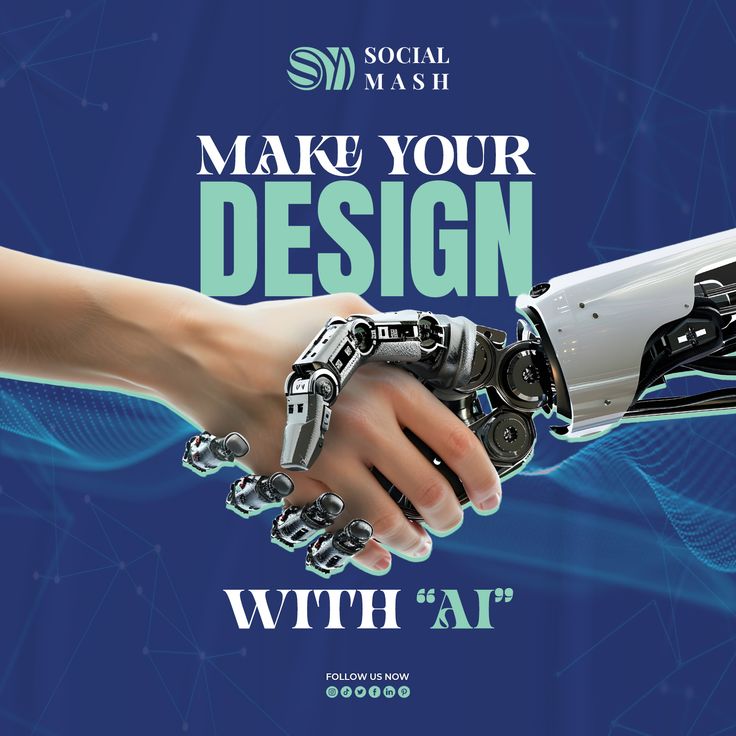 SOCIAL
MASH
MAKE YOUR
DESIGN
WITH "AI"
FOLLOW US NOW